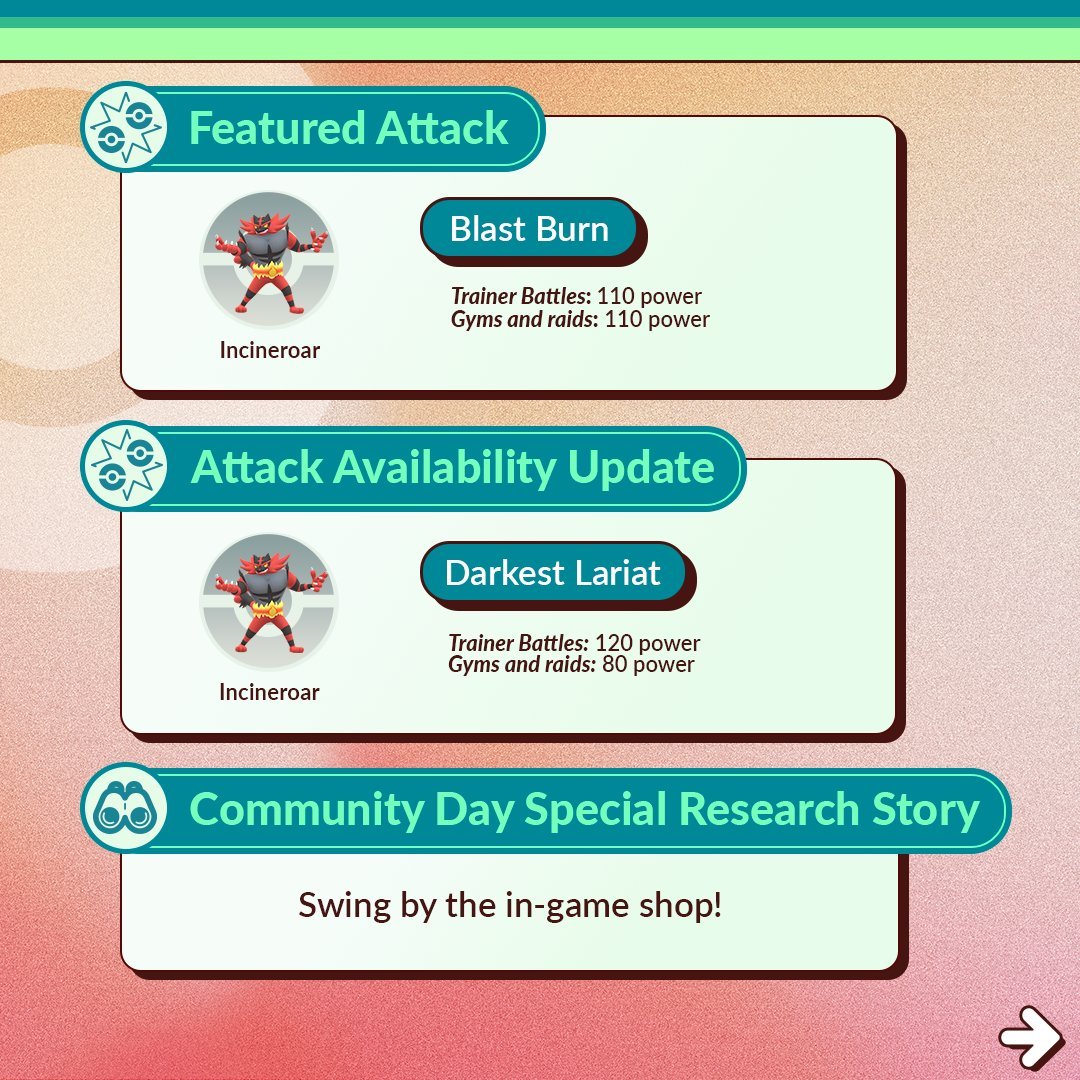 Featured Attack
Blast Burn
Trainer Battles: 110 power
Gyms and raids: 110 power
Incineroar
Attack Availability Update
Darkest Lariat
Trainer Battles: 120 power
Gyms and raids: 80 power
Incineroar
Community Day Special Research Story
Swing by the in-game shop!